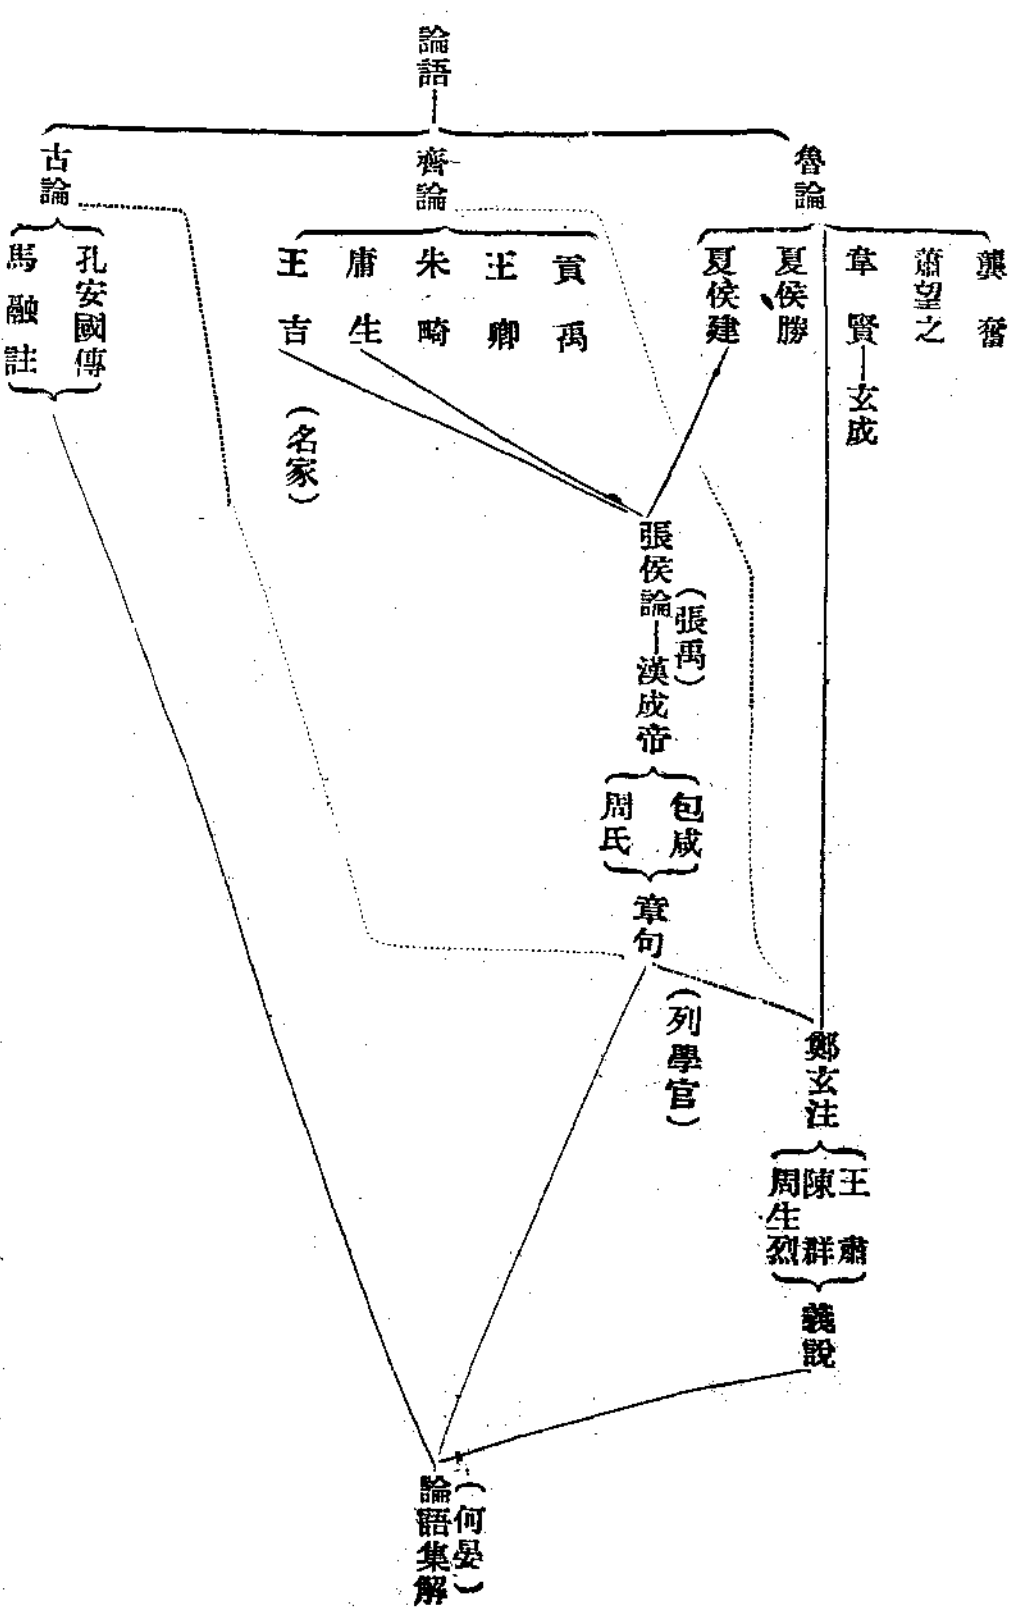 論語
魯論
齊論
古論
龔奮
蕭望之
韋賢
玄成
夏侯勝
夏侯建
貢禹
王卿
朱畸
庸生
王吉
(名家)
孔安國傳
馬融註
張侯論
(張禹)
漢成帝
包咸
周氏
章句
(列學官)
鄭玄注
王肅
陳群
周生烈
義說
(何晏)
論語集解